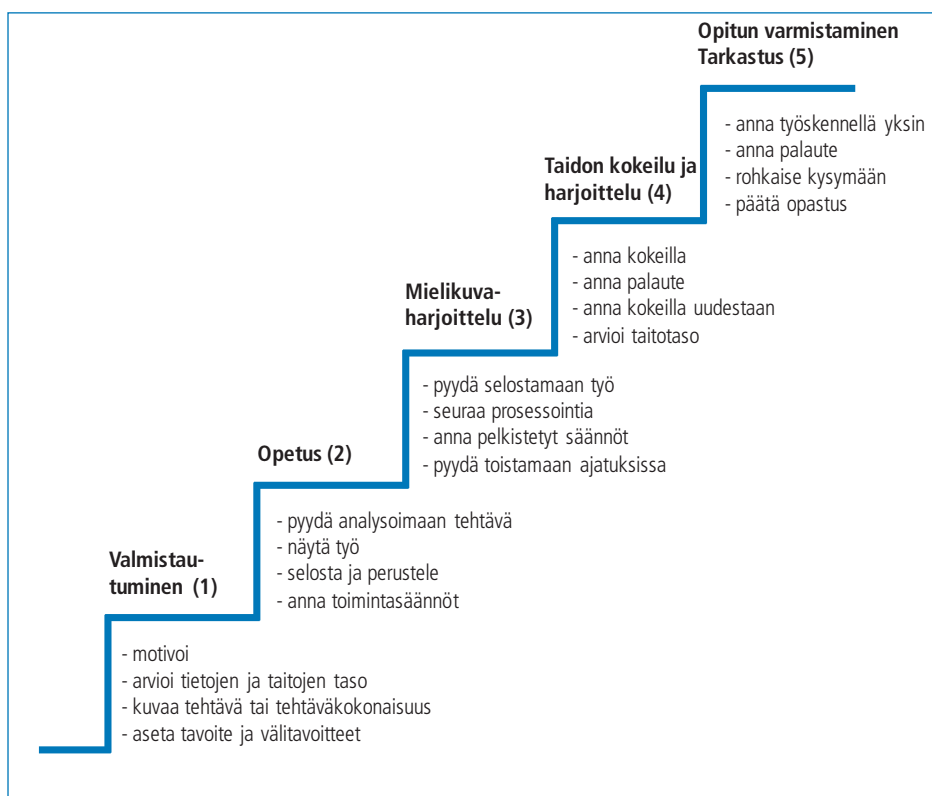 Opitun varmistaminen
Tarkastus (5)
- anna työskennellä yksin
- anna palaute
- rohkaise kysymään
- päätä opastus
Taidon kokeilu ja
harjoittelu (4)
- anna kokeilla
- anna palaute
- anna kokeilla uudestaan
- arvioi taitotaso
Mielikuva-
harjoittelu (3)
- pyydä selostamaan työ
- seuraa prosessointia
- anna pelkistetyt säännöt
- pyydä toistamaan ajatuksissa
Opetus (2)
- pyydä analysoimaan tehtävä
- näytä työ
- selosta ja perustele
- anna toimintasäännöt
Valmistau-
tuminen (1)
- motivoi
- arvioi tietojen ja taitojen taso
- kuvaa tehtävä tai tehtäväkokonaisuus
- aseta tavoite ja välitavoitteet